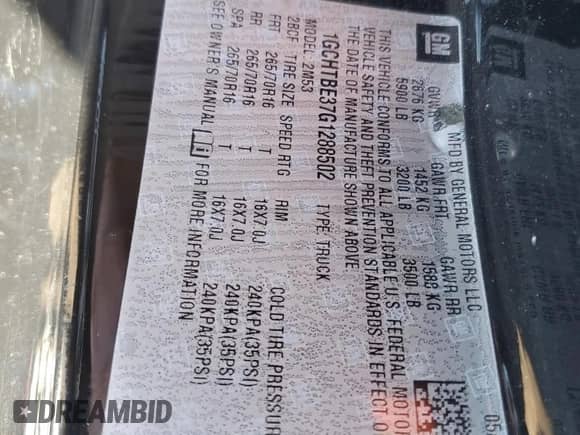 GM
MFD BY GENERAL MOTORS LLC
05
GVWR GAWR FRT GAWR RR
2676 KG 1452 KG 1588 KG
5900 LB 3200 LB 3500 LB
THIS VEHICLE CONFORMS TO ALL APPLICABLE U.S. FEDERAL MOTOR
VEHICLE SAFETY AND THEFT PREVENTION STANDARDS IN EFFECT O
THE DATE OF MANUFACTURE SHOWN ABOVE.
1GCHTBE37G1288502 TYPE: TRUCK
MODEL: 2M53
2BCF TIRE SIZE SPEED RTG RIM COLD TIRE PRESSUR
FRT 265/70R16 T 16X7.0J 240KPA(35PSI)
RR 265/70R16 T 16X7.0J 240KPA(35PSI)
SPA 265/70R16 T 16X7.0J 240KPA(35PSI)
SEE OWNER'S MANUAL FOR MORE INFORMATION
DREAMBID